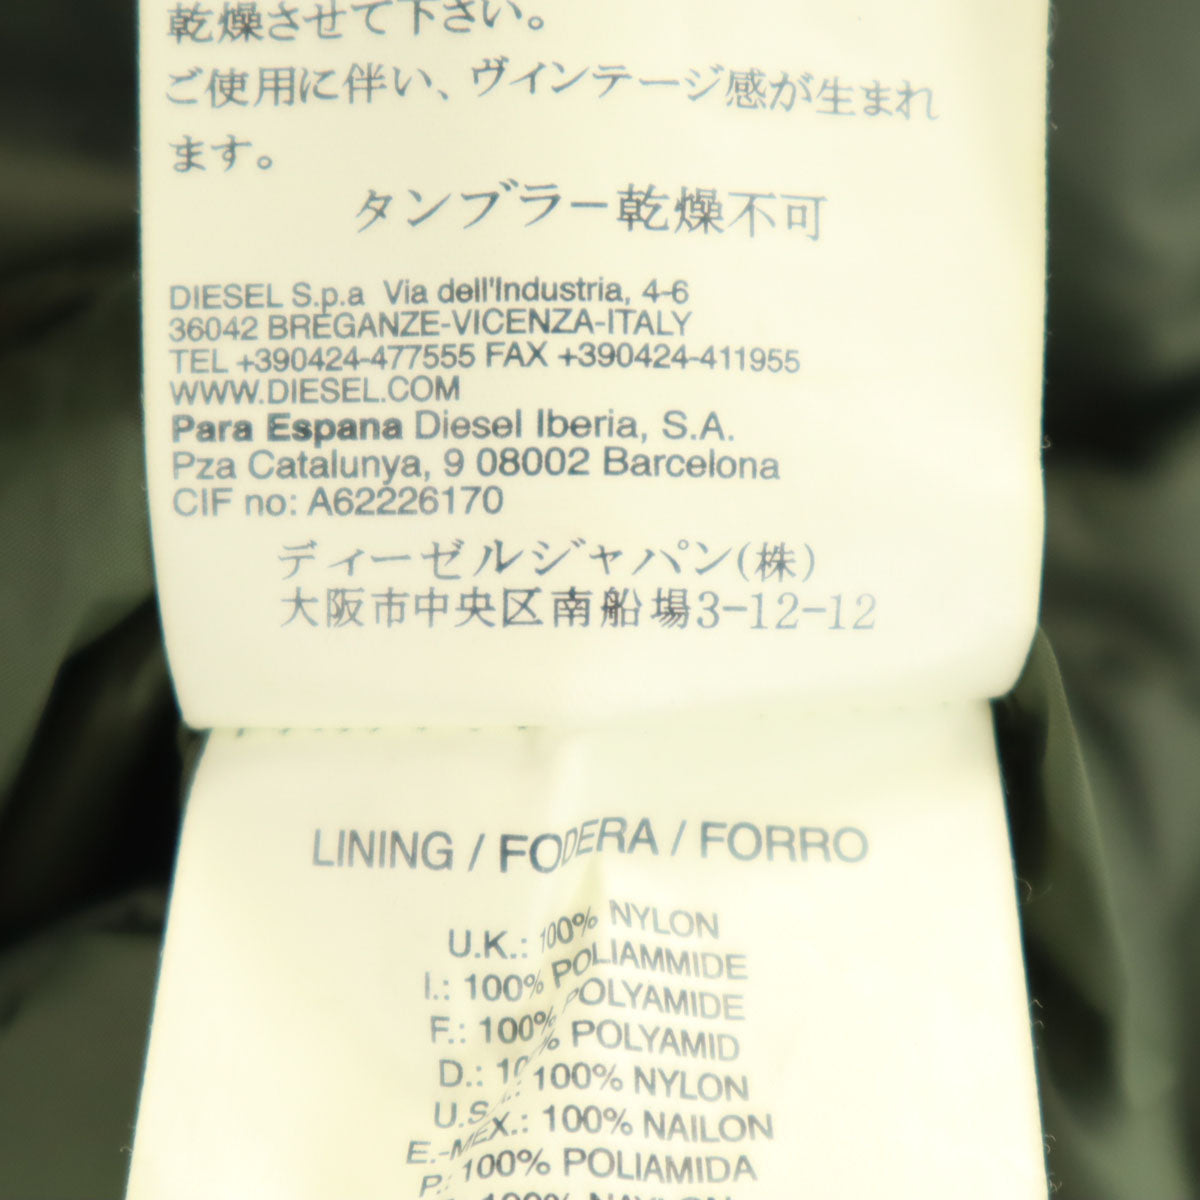 乾燥させて下さい。
ご使用に伴い、ヴィンテージ感が生まれ
ます。
タンブラー乾燥不可
DIESEL S.p.a Via dell'Industria, 4-6
36042 BREGANZE-VICENZA-ITALY
TEL +390424-477555 FAX +390424-411955
WWW.DIESEL.COM
Para Espana Diesel Iberia, S.A.
Pza Catalunya, 9 08002 Barcelona
CIF no: A62226170
ディーゼルジャパン(株)
大阪市中央区南船場3-12-12
LINING / FODERA / FORRO
U.K.: 100% NYLON
I.: 100% POLIAMMIDE
F.: 100% POLYAMIDE
D.: 100% POLYAMID
U.S.: 100% NYLON
E.-MEX.: 100% NAILON
P.: 100% POLIAMIDA